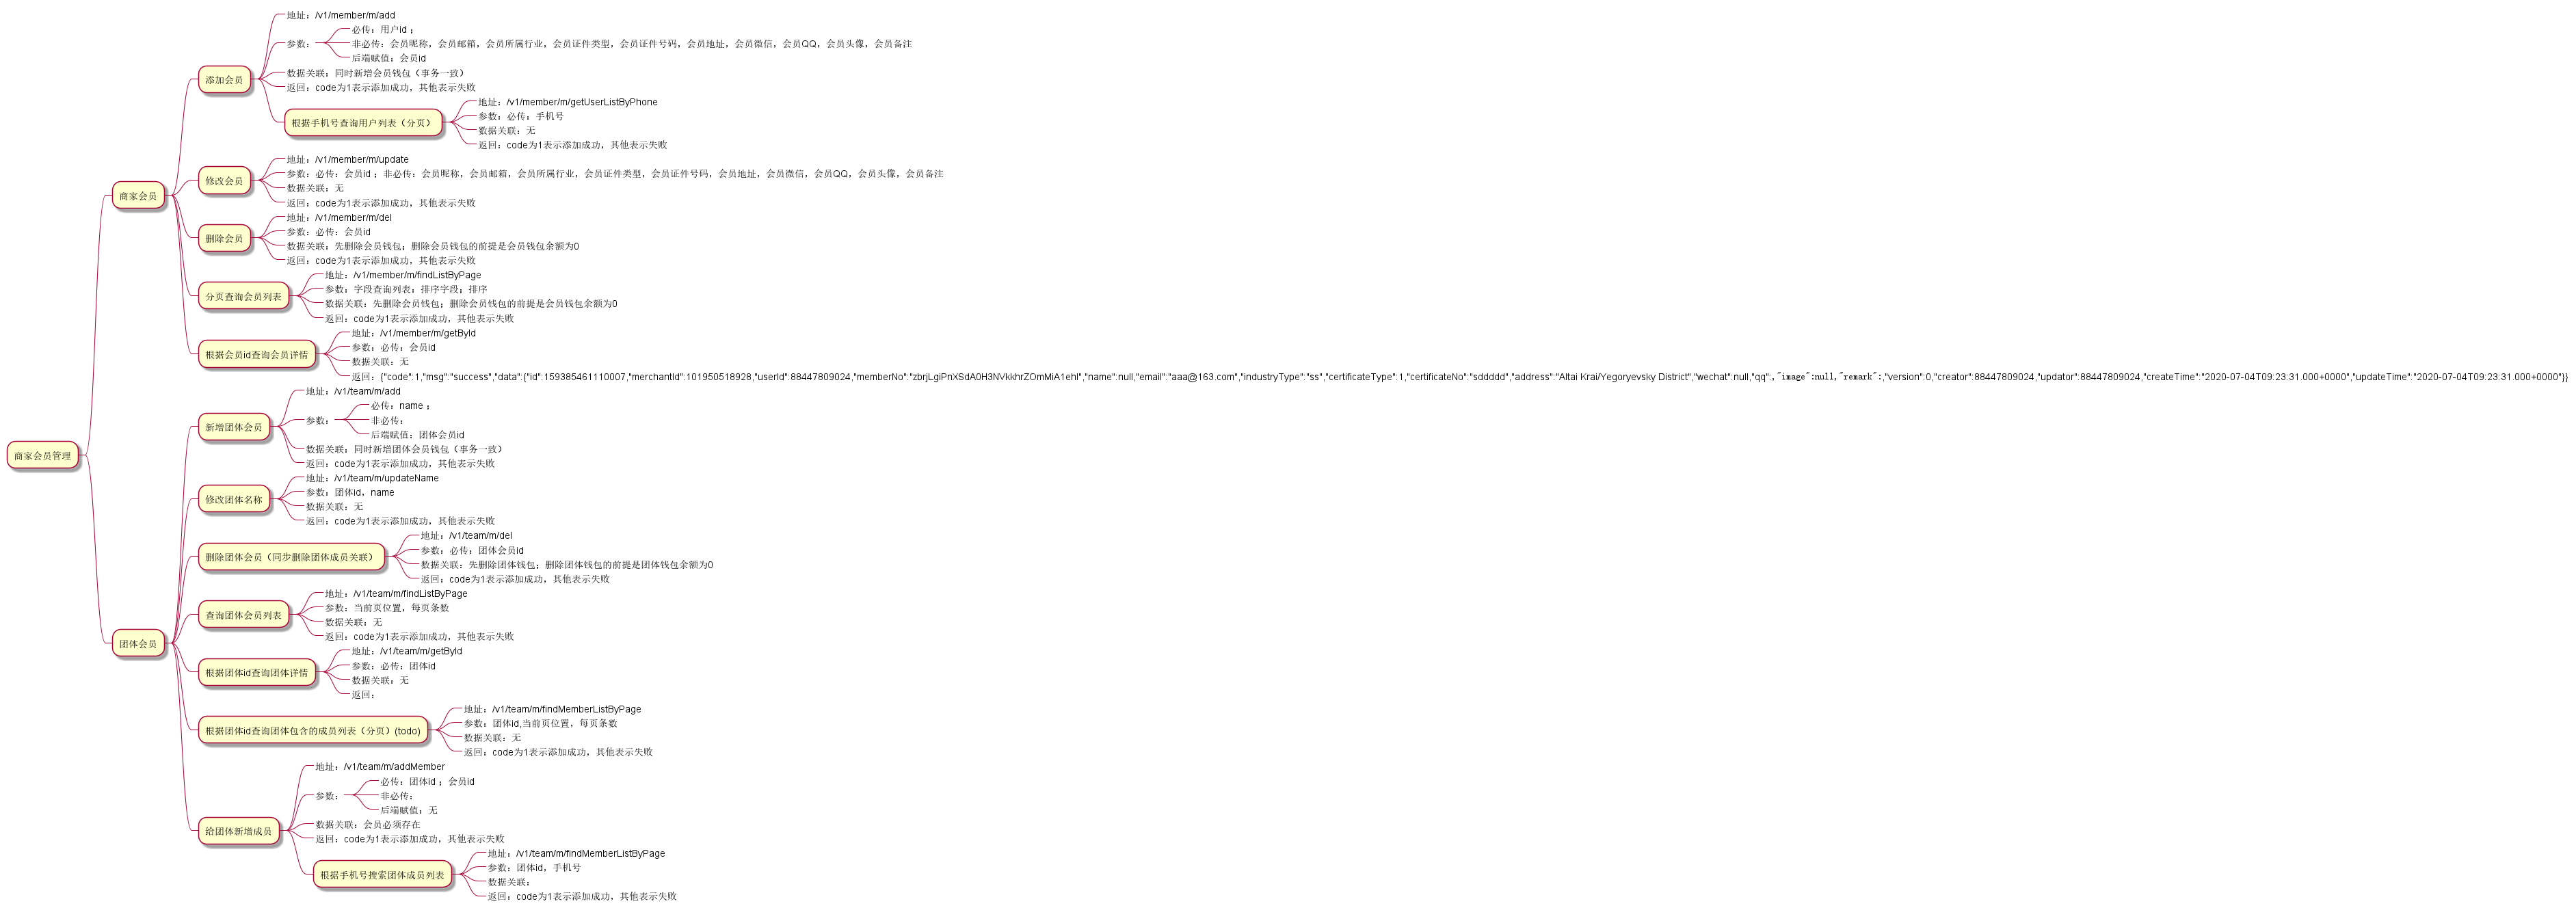 商家会员管理
商家会员
添加会员
地址：/v1/member/m/add
参数：
必传：用户id；
非必传：会员昵称，会员邮箱，会员所属行业，会员证件类型，会员证件号码，会员地址，会员微信，会员QQ，会员头像，会员备注
后端赋值：会员id
数据关联：同时新增会员钱包（事务一致）
返回：code为1表示添加成功，其他表示失败
根据手机号查询用户列表（分页）
地址：/v1/member/m/getUserListByPhone
参数：必传：手机号
数据关联：无
返回：code为1表示添加成功，其他表示失败
修改会员
地址：/v1/member/m/update
参数：必传：会员id；非必传：会员昵称，会员邮箱，会员所属行业，会员证件类型，会员证件号码，会员地址，会员微信，会员QQ，会员头像，会员备注
数据关联：无
返回：code为1表示添加成功，其他表示失败
删除会员
地址：/v1/member/m/del
参数：必传：会员id
数据关联：先删除会员钱包；删除会员钱包的前提是会员钱包余额为0
返回：code为1表示添加成功，其他表示失败
分页查询会员列表
地址：/v1/member/m/findListByPage
参数：字段查询列表；排序字段；排序
数据关联：先删除会员钱包；删除会员钱包的前提是会员钱包余额为0
返回：code为1表示添加成功，其他表示失败
根据会员id查询会员详情
地址：/v1/member/m/getById
参数：必传：会员id
数据关联：无
返回：{"code":1,"msg":"success","data":{"id":159385461110007,"merchantId":101950518928,"userId":88447809024,"memberNo":"zbrjLgiPnXSdA0H3NVkkhrZOmMiA1ehI","name":null,"email":"aaa@163.com","industryType":"ss","certificateType":1,"certificateNo":"sddddd","address":"Altai Krai/Yegoryevsky District","wechat":null,"qq":,"image":null,"remark":,"version":0,"creator":88447809024,"updator":88447809024,"createTime":"2020-07-04T09:23:31.000+0000","updateTime":"2020-07-04T09:23:31.000+0000"}}
团体会员
新增团体会员
地址：/v1/team/m/add
参数：
必传：name；
非必传：
后端赋值：团体会员id
数据关联：同时新增团体会员钱包（事务一致）
返回：code为1表示添加成功，其他表示失败
修改团体名称
地址：/v1/team/m/updateName
参数：团体id，name
数据关联：无
返回：code为1表示添加成功，其他表示失败
删除团体会员（同步删除团体成员关联）
地址：/v1/team/m/del
参数：必传：团体会员id
数据关联：先删除团体钱包；删除团体钱包的前提是团体钱包余额为0
返回：code为1表示添加成功，其他表示失败
查询团体会员列表
地址：/v1/team/m/findListByPage
参数：当前页位置，每页条数
数据关联：无
返回：code为1表示添加成功，其他表示失败
根据团体id查询团体详情
地址：/v1/team/m/getById
参数：必传：团体id
数据关联：无
返回：
根据团体id查询团体包含的成员列表（分页）(todo)
地址：/v1/team/m/findMemberListByPage
参数：团体id,当前页位置，每页条数
数据关联：无
返回：code为1表示添加成功，其他表示失败
给团体新增成员
地址：/v1/team/m/addMember
参数：
必传：团体id；会员id
非必传：
后端赋值：无
数据关联：会员必须存在
返回：code为1表示添加成功，其他表示失败
根据手机号搜索团体成员列表
地址：/v1/team/m/findMemberListByPage
参数：团体id，手机号
数据关联：
返回：code为1表示添加成功，其他表示失败